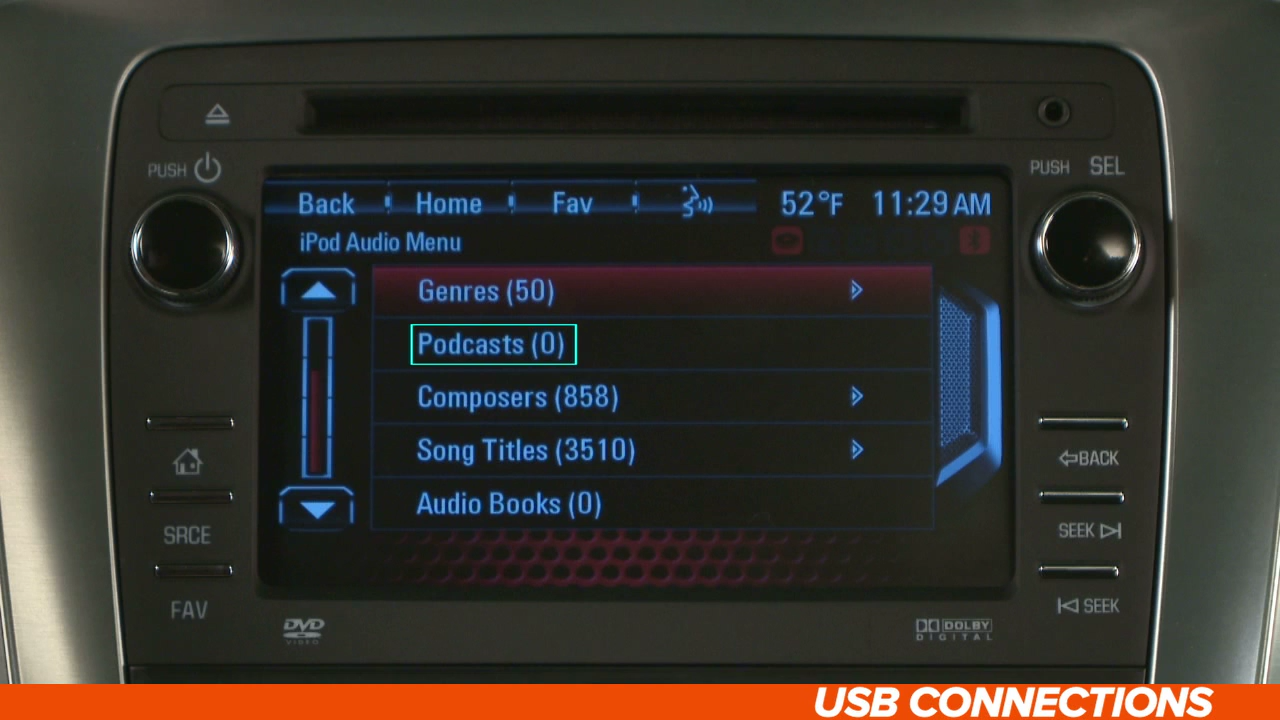 PUSH
PUSH SEL
Back Home Fav 52°F 11:29 AM
iPod Audio Menu
Genres (50)
Podcasts (0)
Composers (858)
Song Titles (3510)
Audio Books (0)
SRCE
FAV
BACK
SEEK
SEEK
DVD
VIDEO
DOLBY
DIGITAL
USB CONNECTIONS